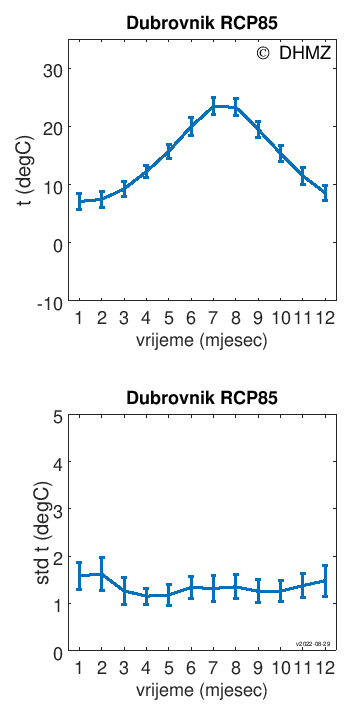 Dubrovnik RCP85
© DHMZ
t (degC)
30
20
10
0
-10
1 2 3 4 5 6 7 8 9 10 11 12
vrijeme (mjesec)
Dubrovnik RCP85
std t (degC)
5
4
3
2
1
0
v2022-08-29
1 2 3 4 5 6 7 8 9 10 11 12
vrijeme (mjesec)